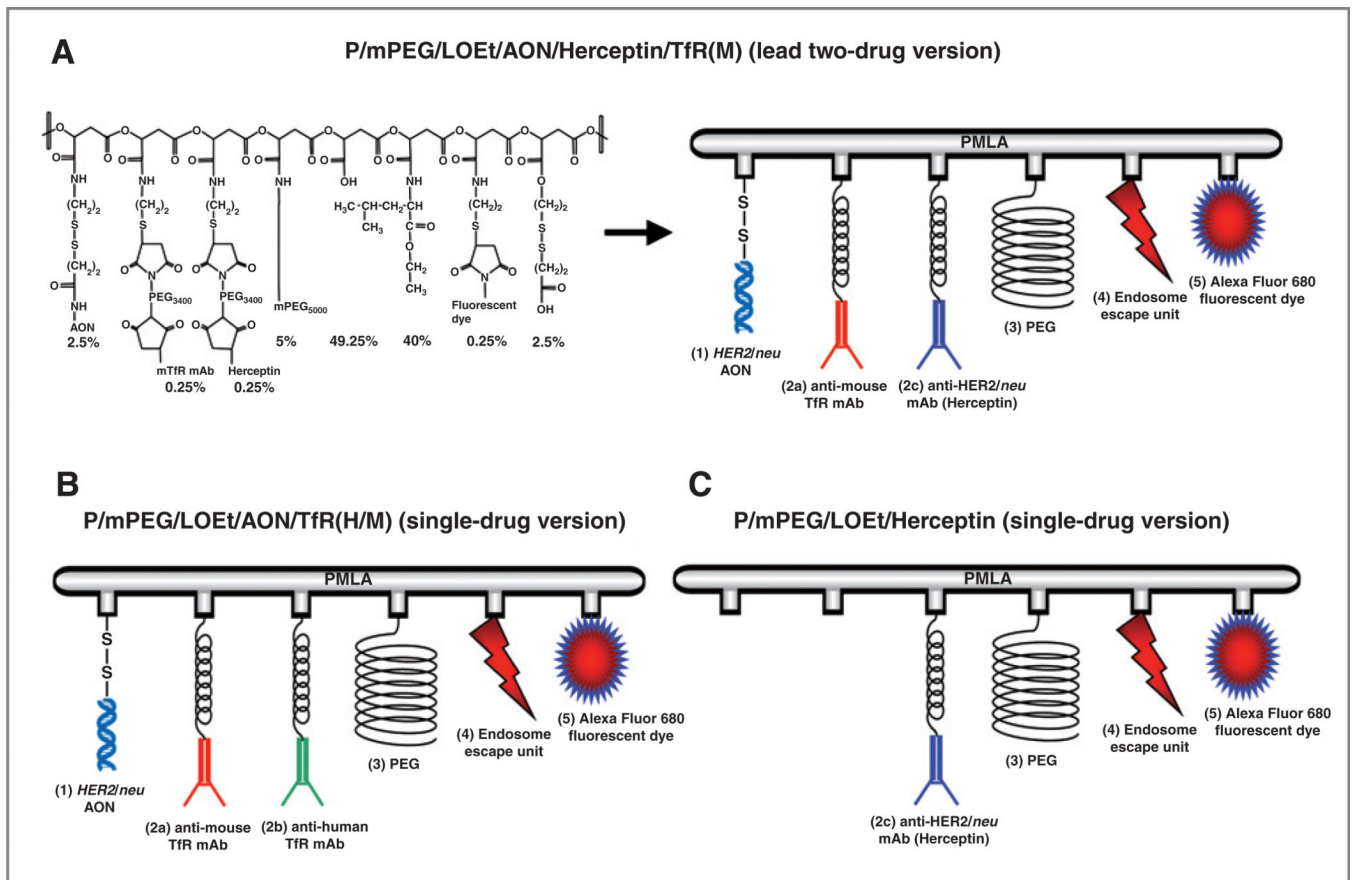 A
P/mPEG/LOEt/AON/Herceptin/TfR(M) (lead two-drug version)
O O O O O O O O O
O O O O O O O O
O O O O O O O O
NH NH NH NH OH NH NH O
(CH₂)₂ (CH₂)₂ (CH₂)₂ H₃C-CH-CH₂-CH (CH₂)₂ (CH₂)₂
S S S CH₃ O S S
S O S
(CH₂)₂ O N O O N O CH₂ O N O (CH₂)₂
O CH₃ O
NH PEG₃₄₀₀ PEG₃₄₀₀ mPEG₅₀₀₀ Fluorescent OH
dye
AON O O O O
2.5% 5% 49.25% 40% 0.25% 2.5%
mTfR mAb Herceptin
0.25% 0.25%
PMLA
S
S
(1) HER2/neu
AON
(2a) anti-mouse
TfR mAb
(2c) anti-HER2/neu
mAb (Herceptin)
(3) PEG
(4) Endosome
escape unit
(5) Alexa Fluor 680
fluorescent dye
B
P/mPEG/LOEt/AON/TfR(H/M) (single-drug version)
PMLA
S
S
(1) HER2/neu
AON
(2a) anti-mouse
TfR mAb
(2b) anti-human
TfR mAb
(3) PEG
(4) Endosome
escape unit
(5) Alexa Fluor 680
fluorescent dye
C
P/mPEG/LOEt/Herceptin (single-drug version)
PMLA
(2c) anti-HER2/neu
mAb (Herceptin)
(3) PEG
(4) Endosome
escape unit
(5) Alexa Fluor 680
fluorescent dye